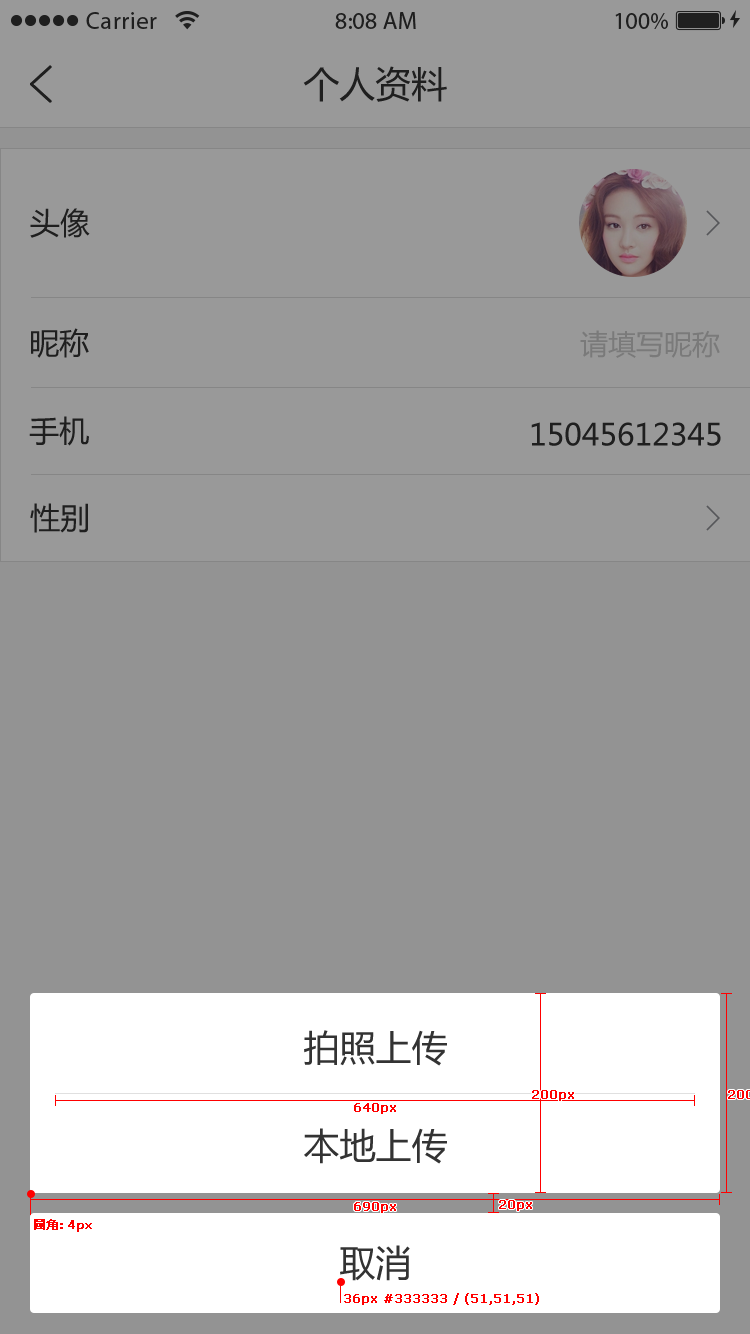 Carrier 8:08 AM 100%
个人资料
头像
昵称 请填写昵称
手机 15045612345
性别
拍照上传
200px 200
640px
本地上传
690px 20px
圆角: 4px
取消
36px #333333 / (51,51,51)